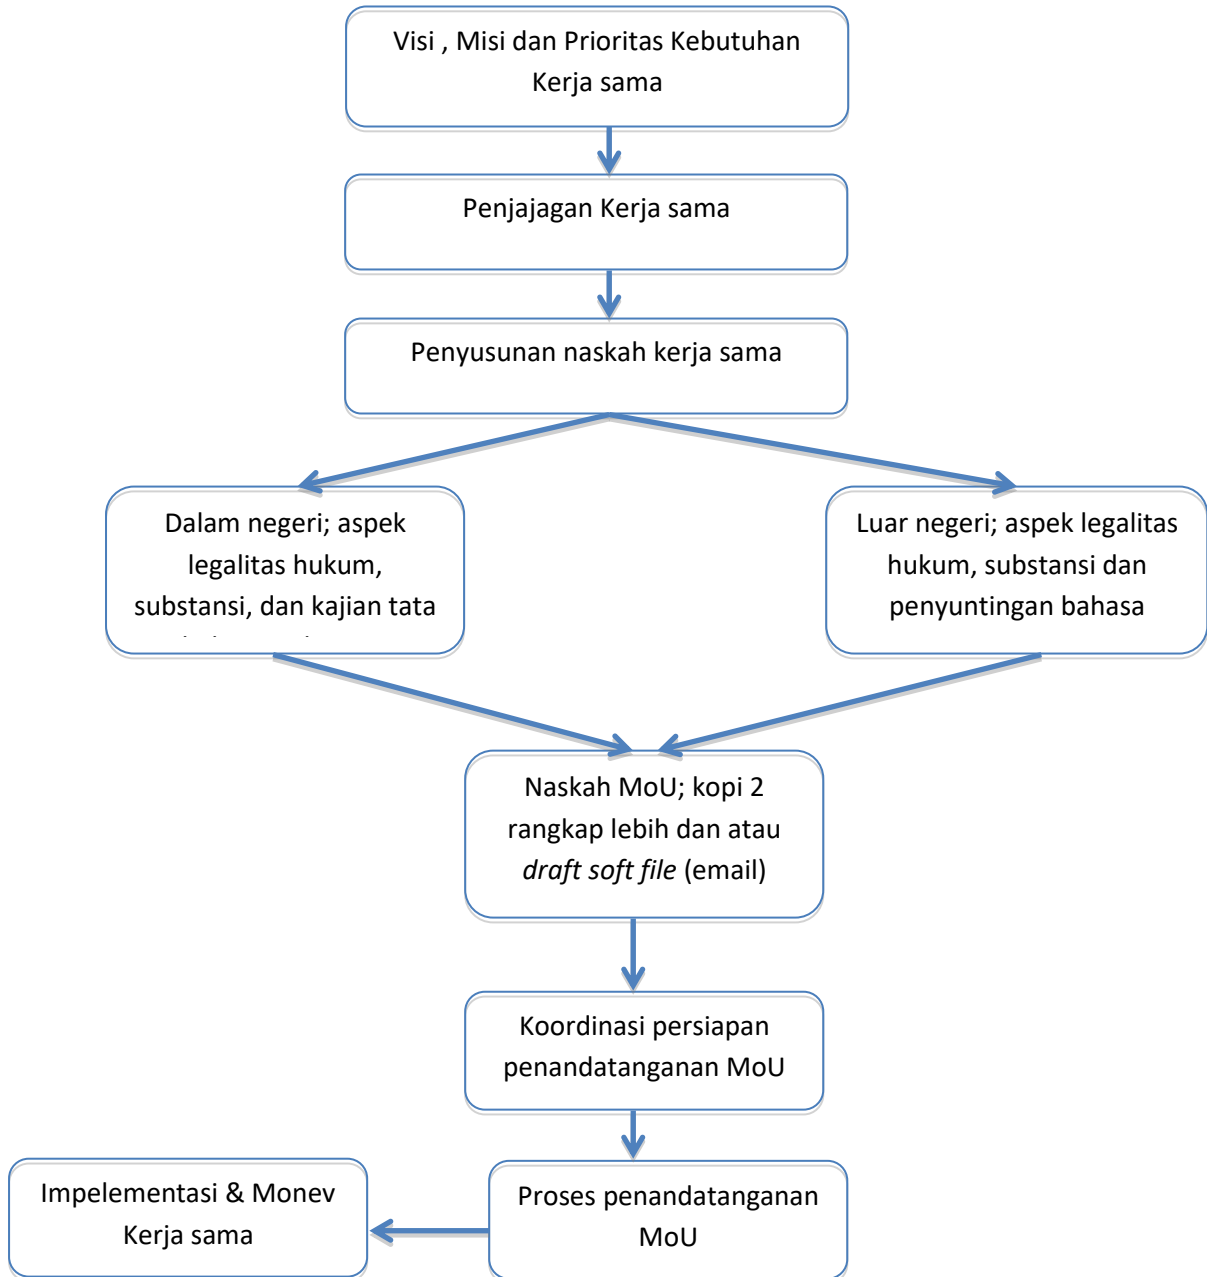 Visi , Misi dan Prioritas Kebutuhan
Kerja sama
Penjajagan Kerja sama
Penyusunan naskah kerja sama
Dalam negeri; aspek
legalitas hukum,
substansi, dan kajian tata
Luar negeri; aspek legalitas
hukum, substansi dan
penyuntingan bahasa
Naskah MoU; kopi 2
rangkap lebih dan atau
draft soft file (email)
Koordinasi persiapan
penandatanganan MoU
Impelementasi & Monev
Kerja sama
Proses penandatanganan
MoU